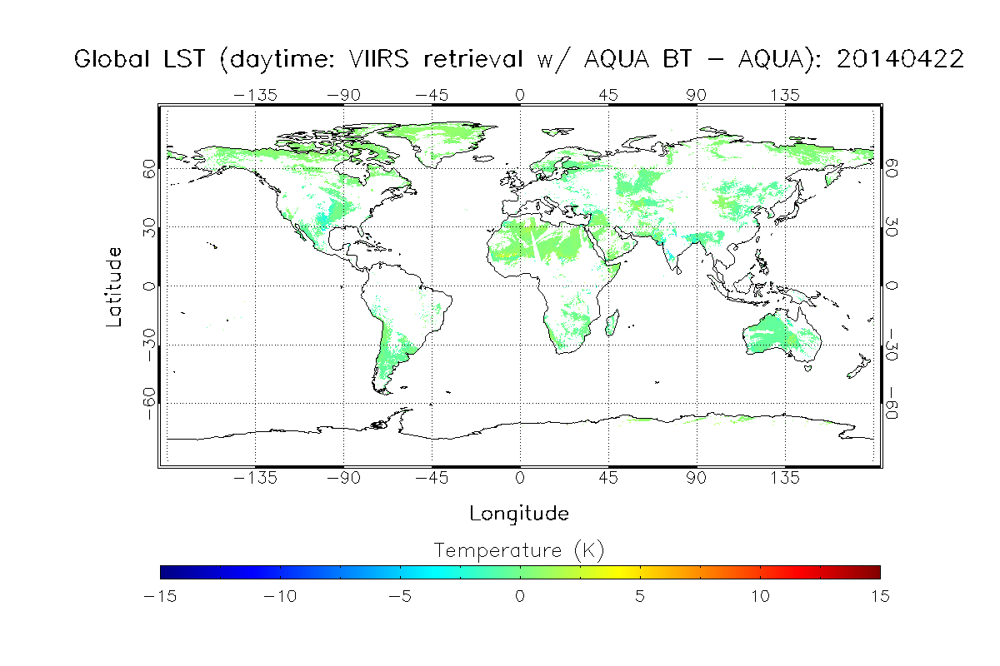 Global LST (daytime: VIIRS retrieval w/ AQUA BT − AQUA): 20140422
−135 −90 −45 0 45 90 135
60 60
30 30
0 0
−30 −30
−60 −60
Latitude
−135 −90 −45 0 45 90 135
Longitude
Temperature (K)
−15 −10 −5 0 5 10 15